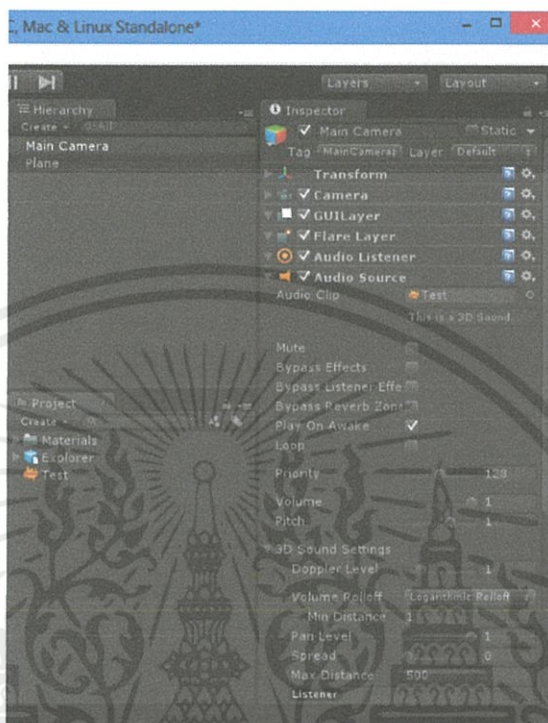 C, Mac & Linux Standalone*
Layers
Layout
Hierarchy
Create
Main Camera
Plane
Inspector
Main Camera
Static
Tag
MainCamera
Layer
Default
Transform
Camera
GUILayer
Flare Layer
Audio Listener
Audio Source
Audio Clip
Test
This is a 3D Sound
Mute
Bypass Effects
Bypass Listener Effe
Bypass Reverb Zone
Play On Awake
Loop
Priority
128
Volume
1
Pitch
1
3D Sound Settings
Doppler Level
1
Volume Rolloff
Logarithmic Rolloff
Min Distance
1
Pan Level
1
Spread
0
Max Distance
500
Listener
Project
Create
Materials
Explorer
Test